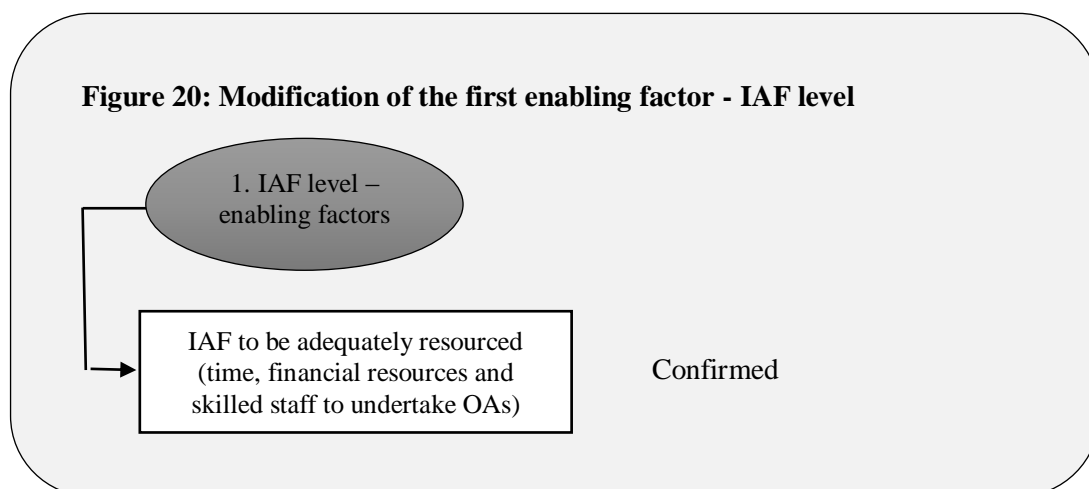 Figure 20: Modification of the first enabling factor - IAF level
1. IAF level –
enabling factors
IAF to be adequately resourced
(time, financial resources and
skilled staff to undertake OAs)
Confirmed